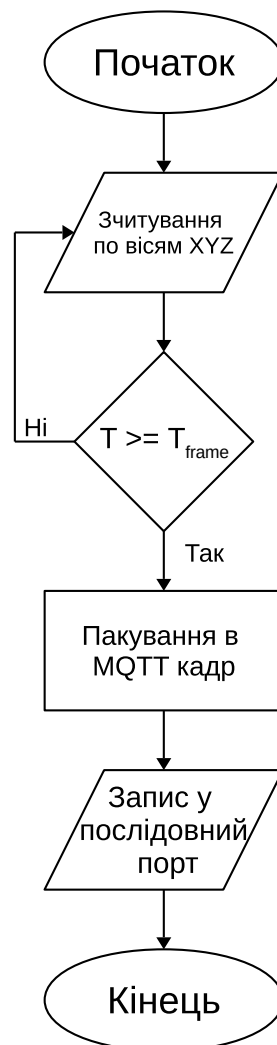 Початок
Зчитування
по вісям XYZ
T >= Tframe
Ні
Так
Пакування в
MQTT кадр
Запис у
послідовний
порт
Кінець